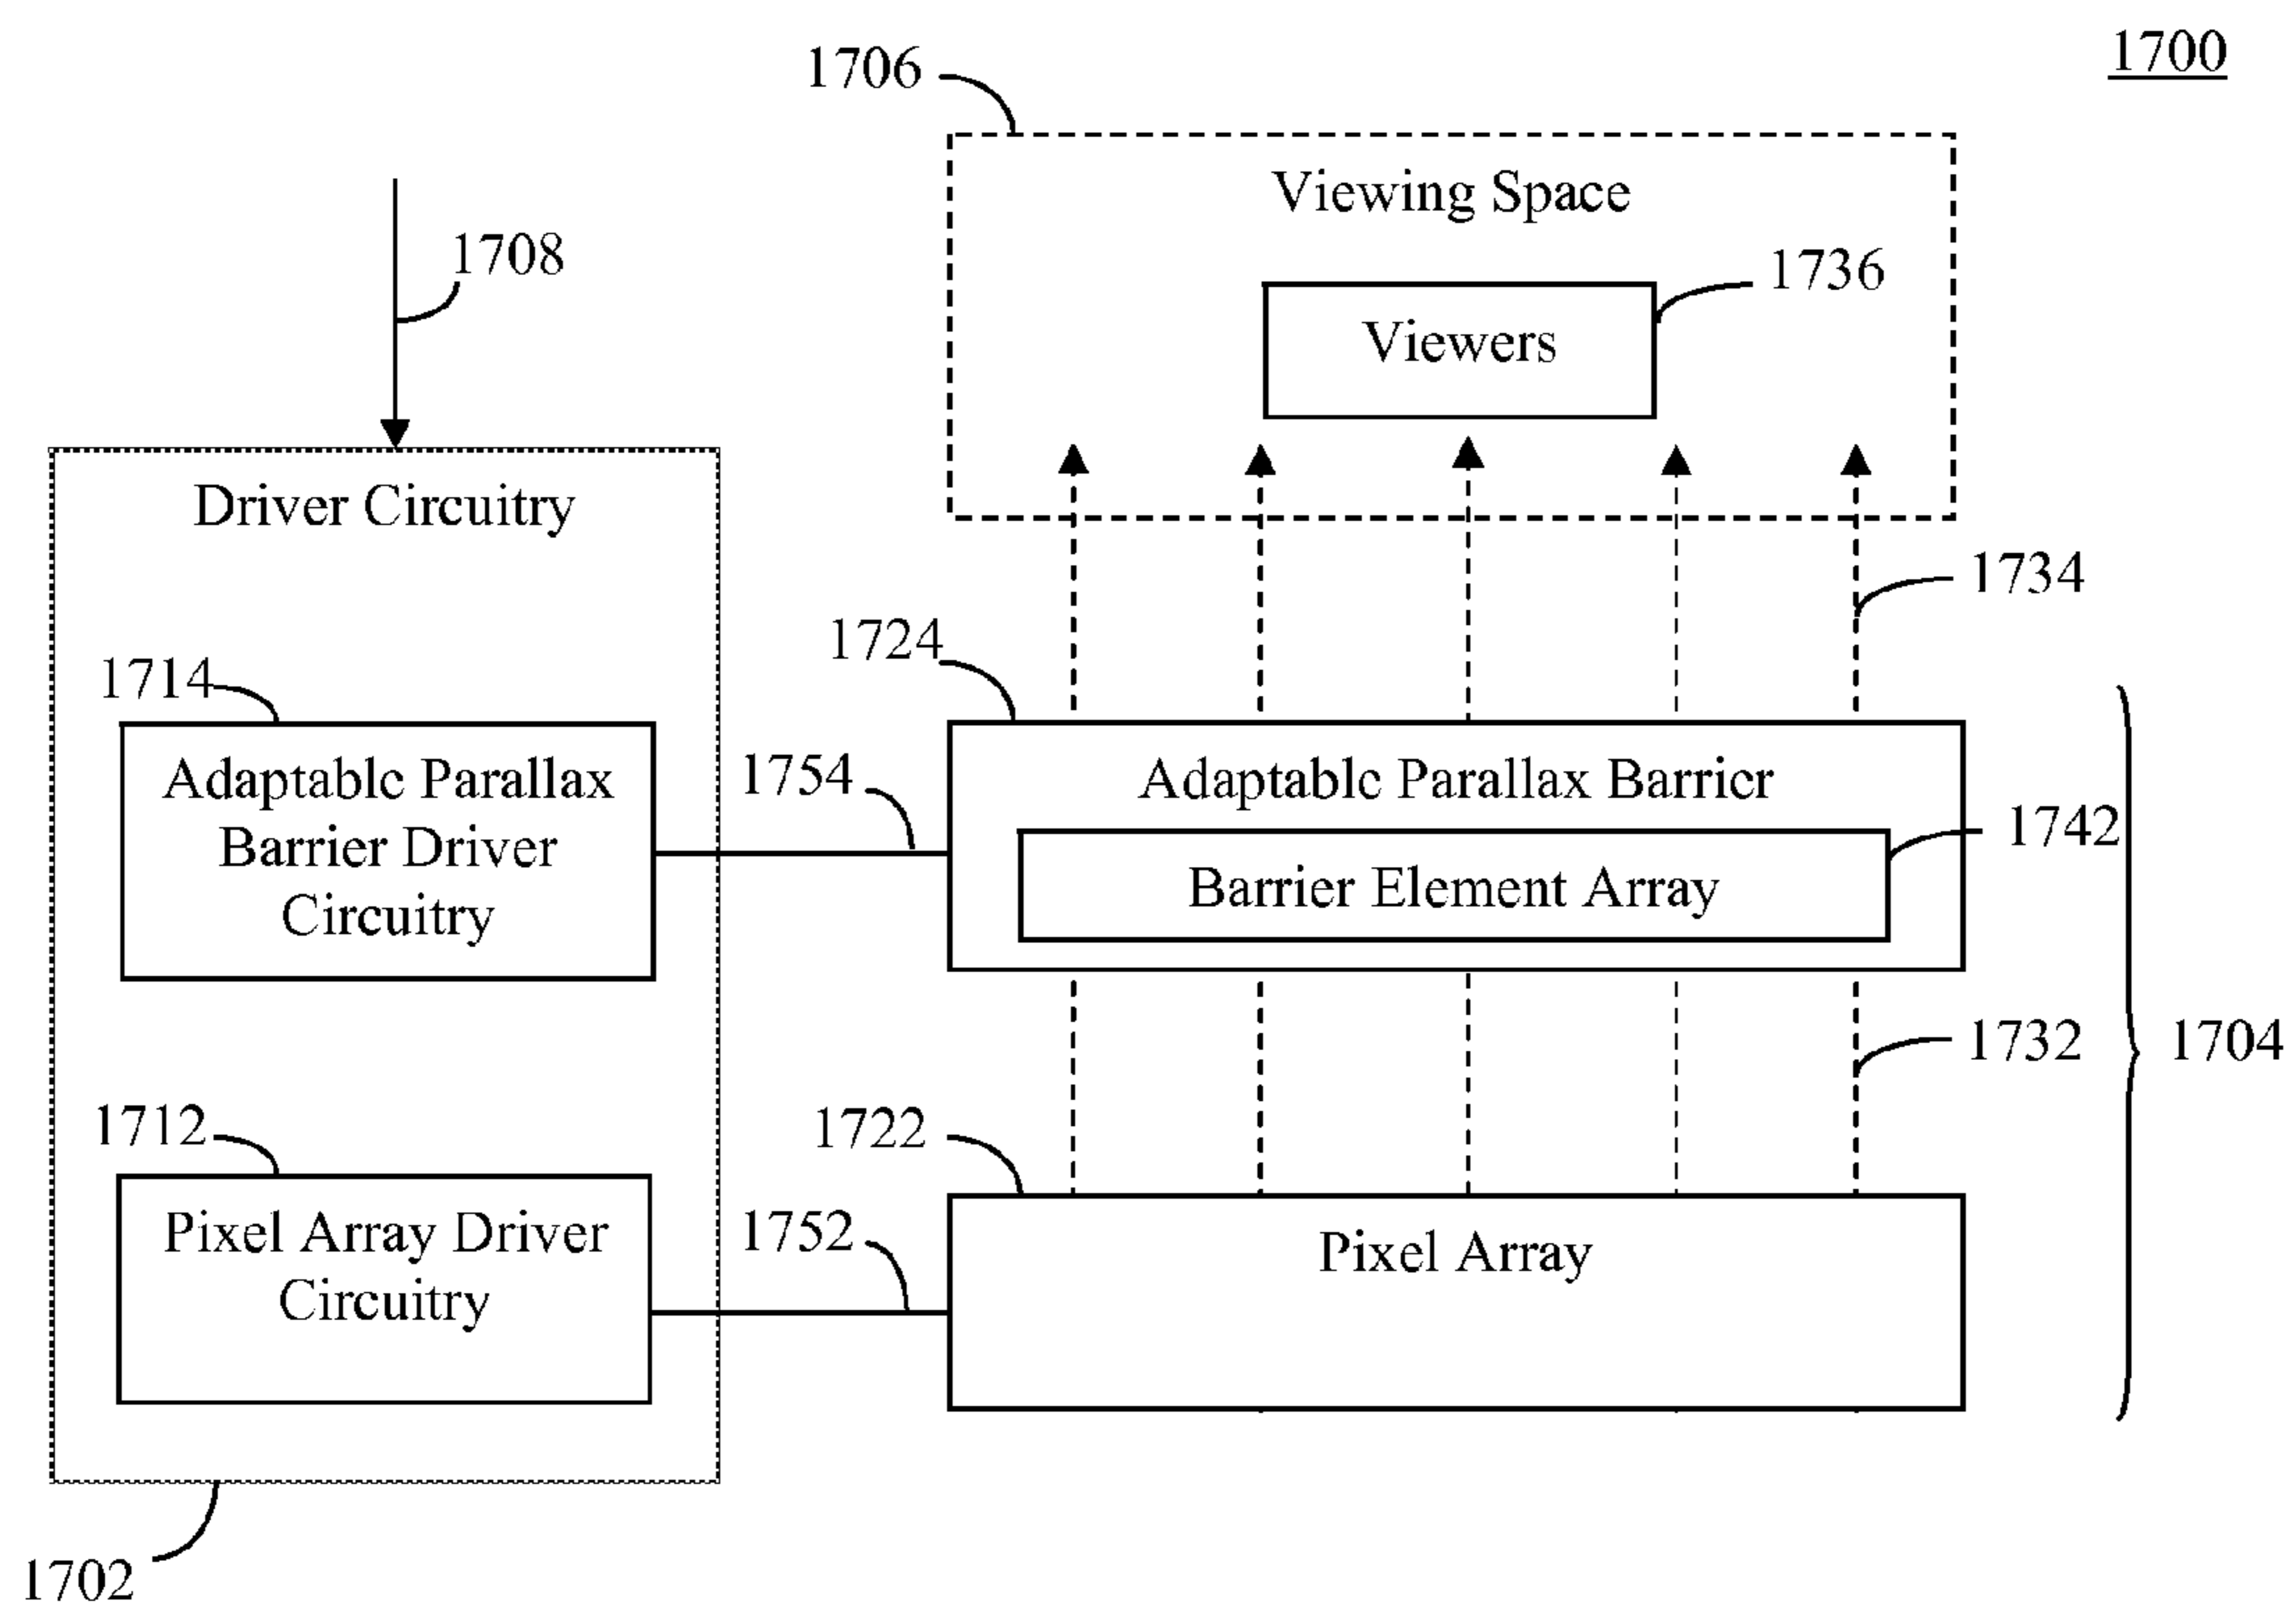 1700
1706
Viewing Space
1708
1736
Viewers
Driver Circuitry
1734
1724
1714
Adaptable Parallax
Barrier Driver
Circuitry
1754
Adaptable Parallax Barrier
1742
Barrier Element Array
1732
1704
1712
1722
Pixel Array Driver
Circuitry
1752
Pixel Array
1702